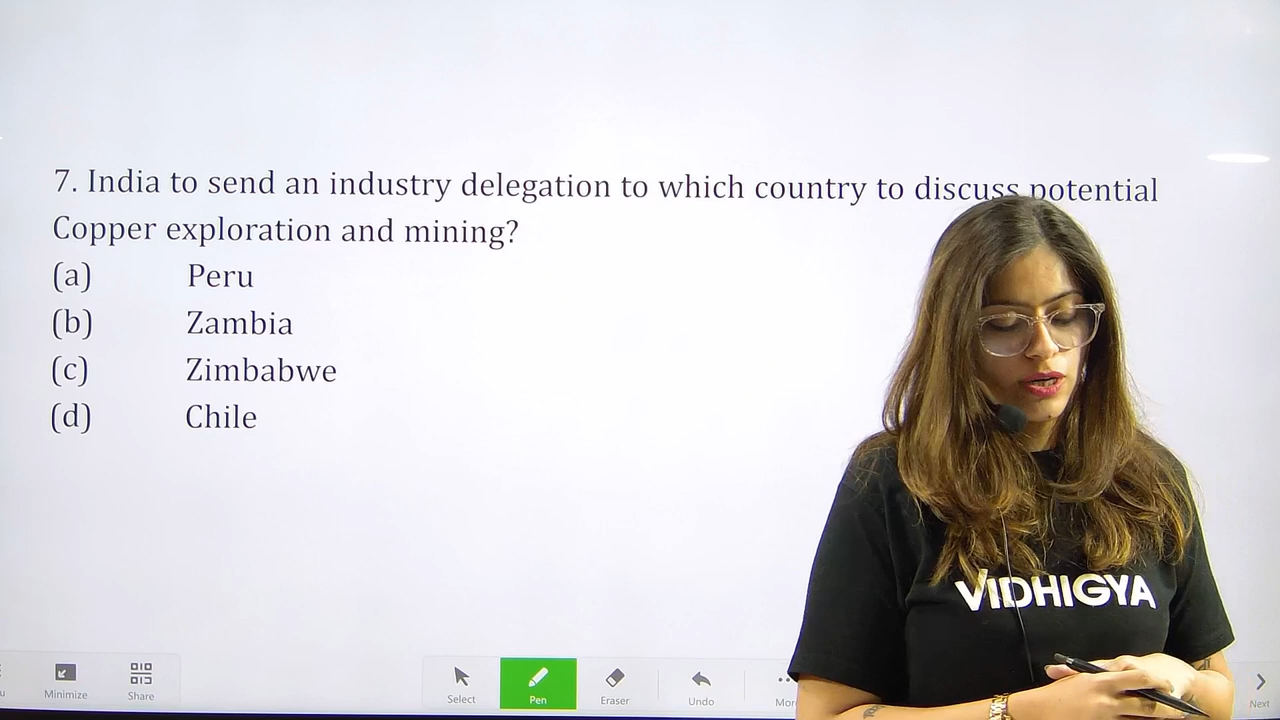 7. India to send an industry delegation to which country to discuss potential
Copper exploration and mining?
(a) Peru
(b) Zambia
(c) Zimbabwe
(d) Chile
VIDHIGYA
Minimize
Share
Select
Pen
Eraser
Undo
Next